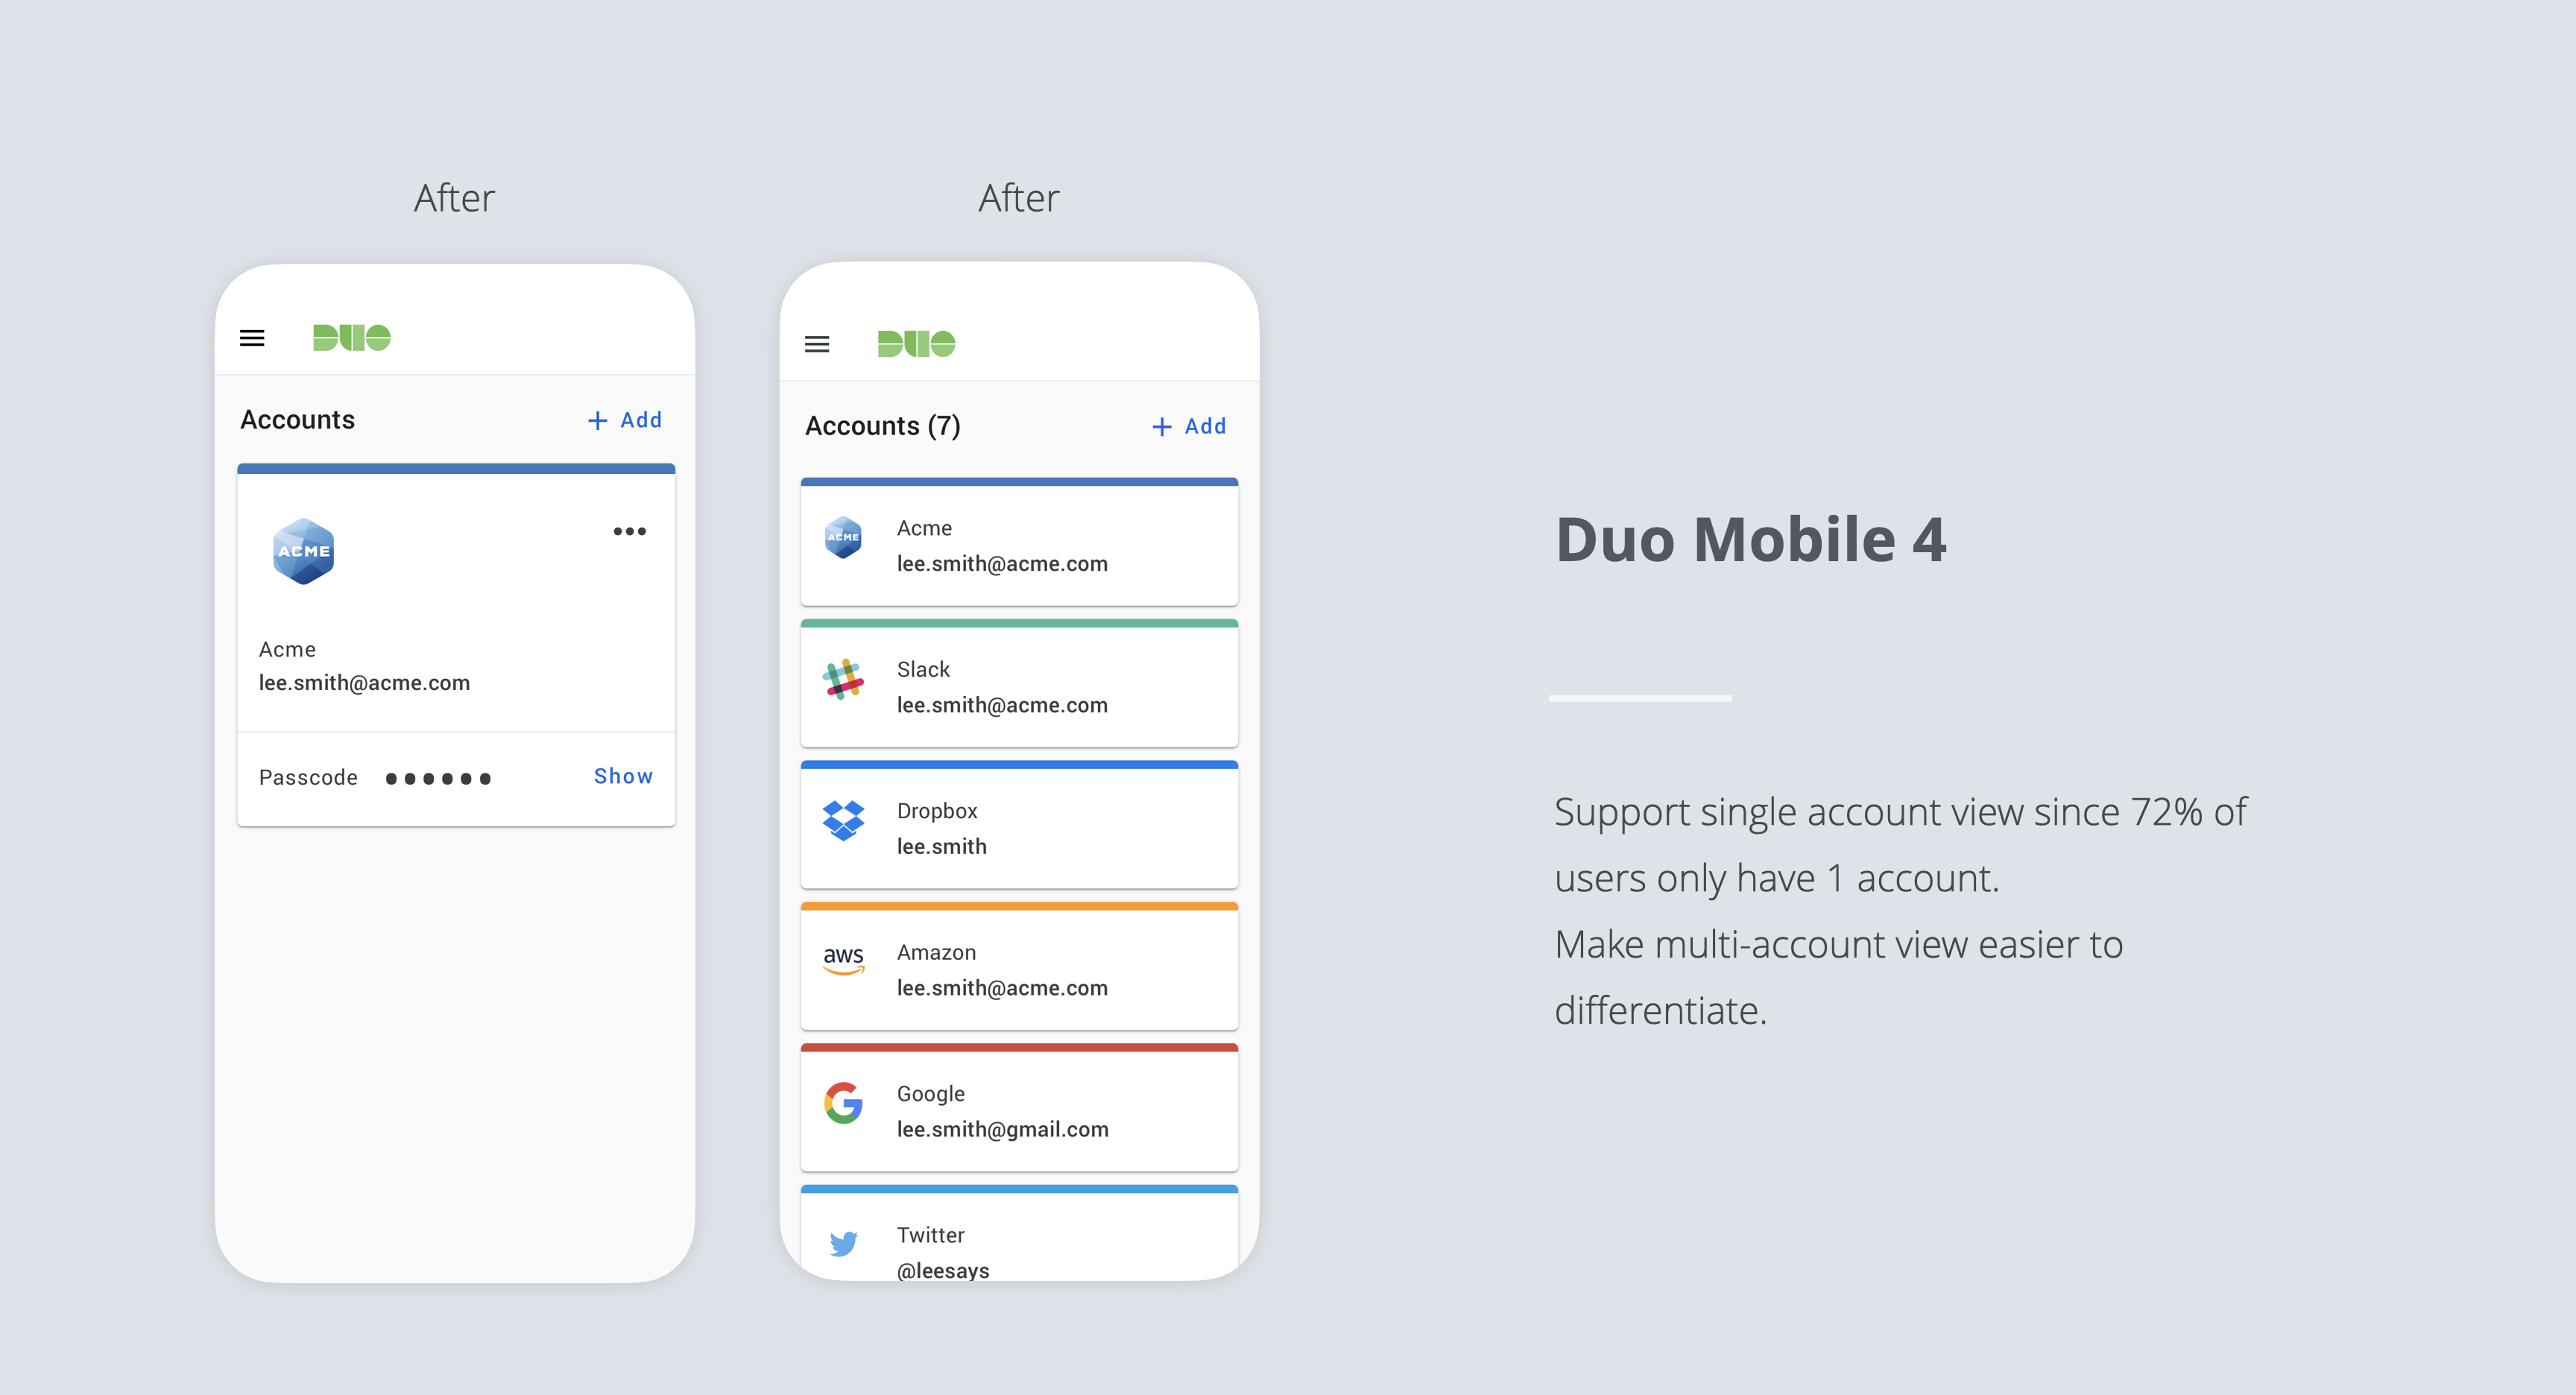 After
DUO
Accounts
+ Add
ACME
Acme
lee.smith@acme.com
Passcode
Show
After
DUO
Accounts (7)
+ Add
ACME
Acme
lee.smith@acme.com
Slack
lee.smith@acme.com
Dropbox
lee.smith
aws
Amazon
lee.smith@acme.com
G
Google
lee.smith@gmail.com
Twitter
@leesays
Duo Mobile 4
Support single account view since 72% of
users only have 1 account.
Make multi-account view easier to
differentiate.